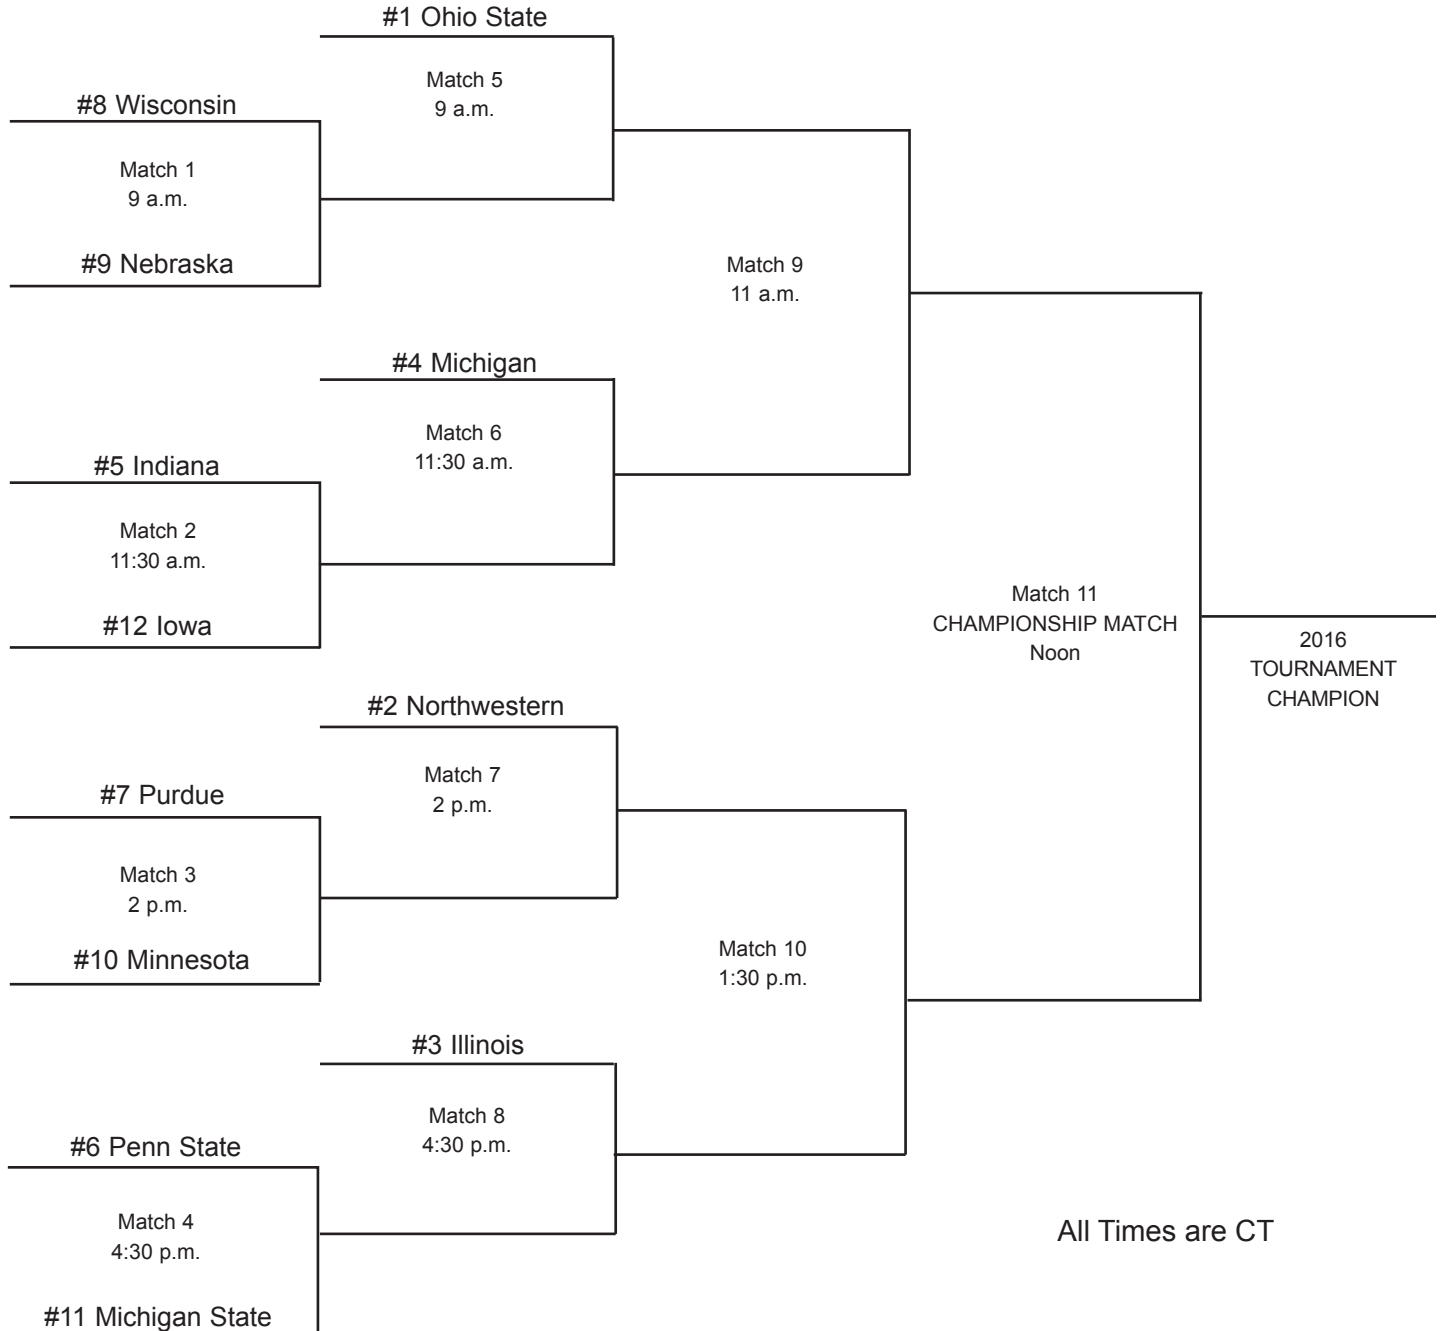 #1 Ohio State
Match 5
9 a.m.
#8 Wisconsin
Match 1
9 a.m.
#9 Nebraska
Match 9
11 a.m.
#4 Michigan
Match 6
11:30 a.m.
#5 Indiana
Match 2
11:30 a.m.
#12 Iowa
Match 11
CHAMPIONSHIP MATCH
Noon
2016
TOURNAMENT
CHAMPION
#2 Northwestern
Match 7
2 p.m.
#7 Purdue
Match 3
2 p.m.
#10 Minnesota
Match 10
1:30 p.m.
#3 Illinois
Match 8
4:30 p.m.
#6 Penn State
Match 4
4:30 p.m.
#11 Michigan State
All Times are CT